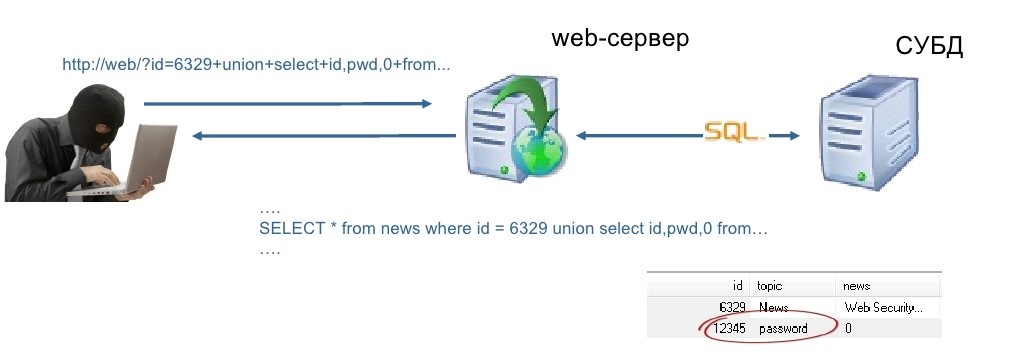 web-сервер
СУБД
http://web/?id=6329+union+select+id,pwd,0+from...
SQL
....
SELECT * from news where id = 6329 union select id,pwd,0 from…
....
id topic news
6329 News Web Security...
12345 password 0